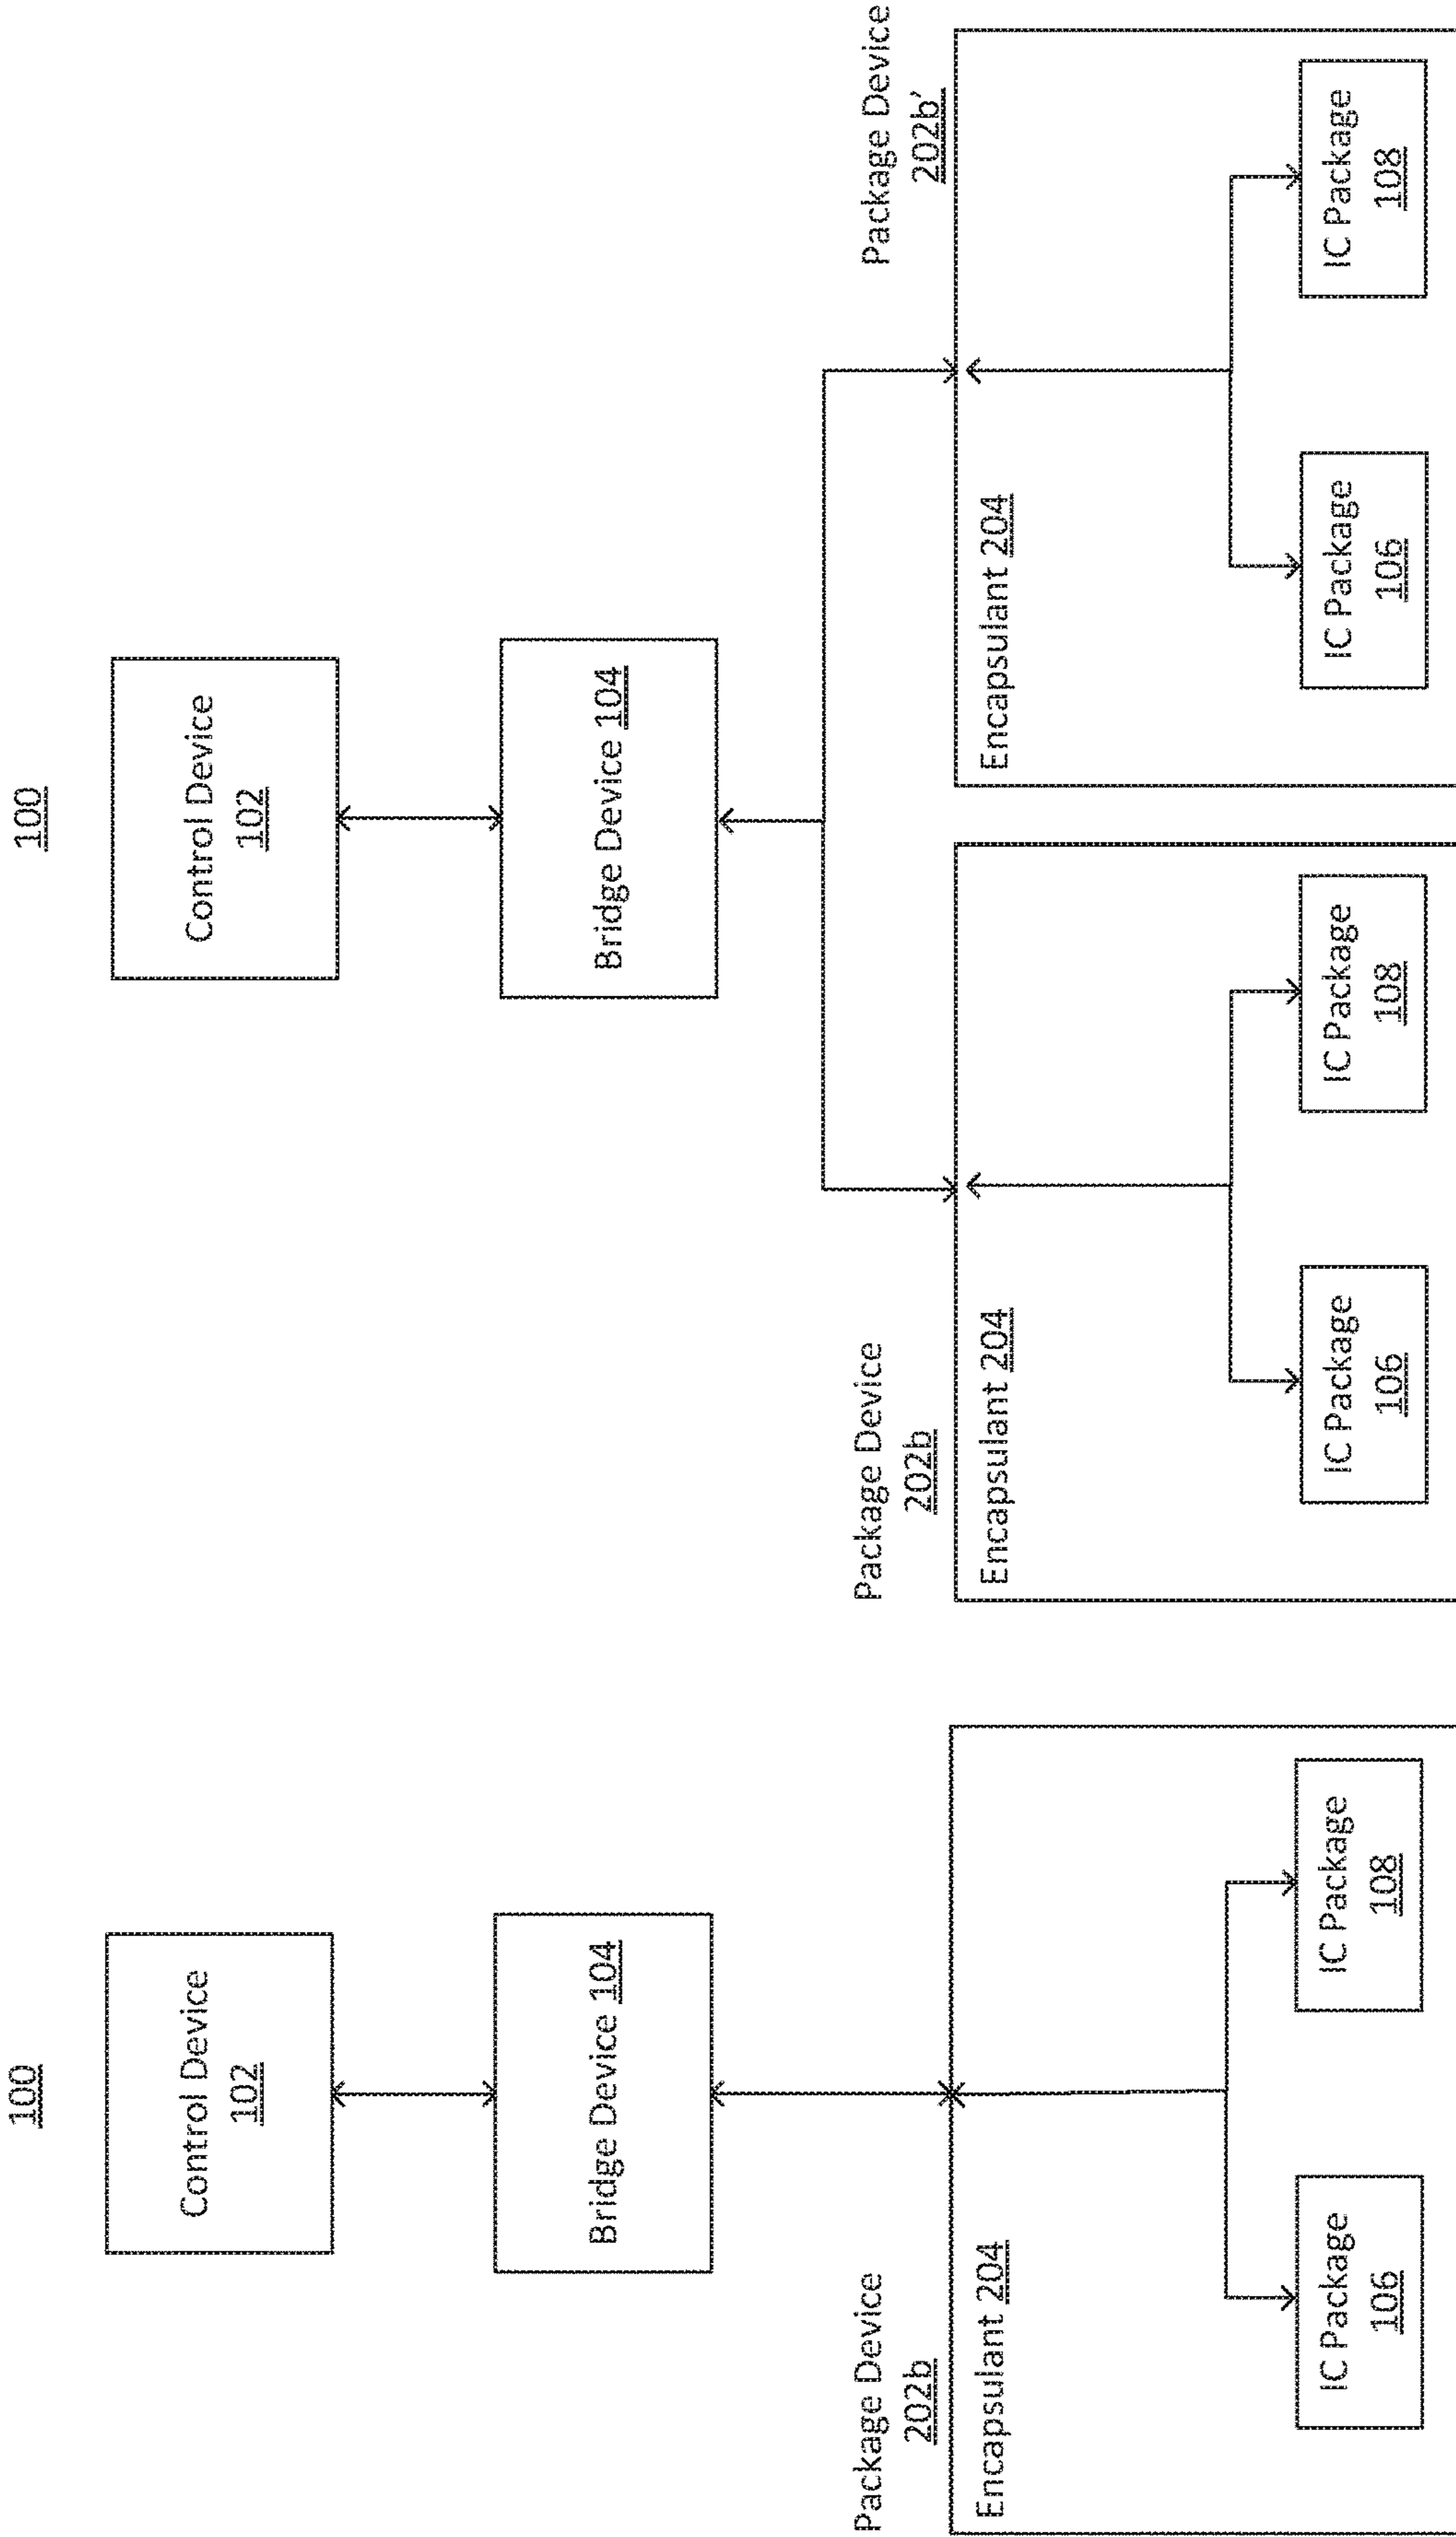 100
Control Device
102
Bridge Device 104
Package Device
202b
Encapsulant 204
IC Package
106
IC Package
108
100
Control Device
102
Bridge Device 104
Package Device
202b
Encapsulant 204
IC Package
106
IC Package
108
Package Device
202b'
Encapsulant 204
IC Package
106
IC Package
108